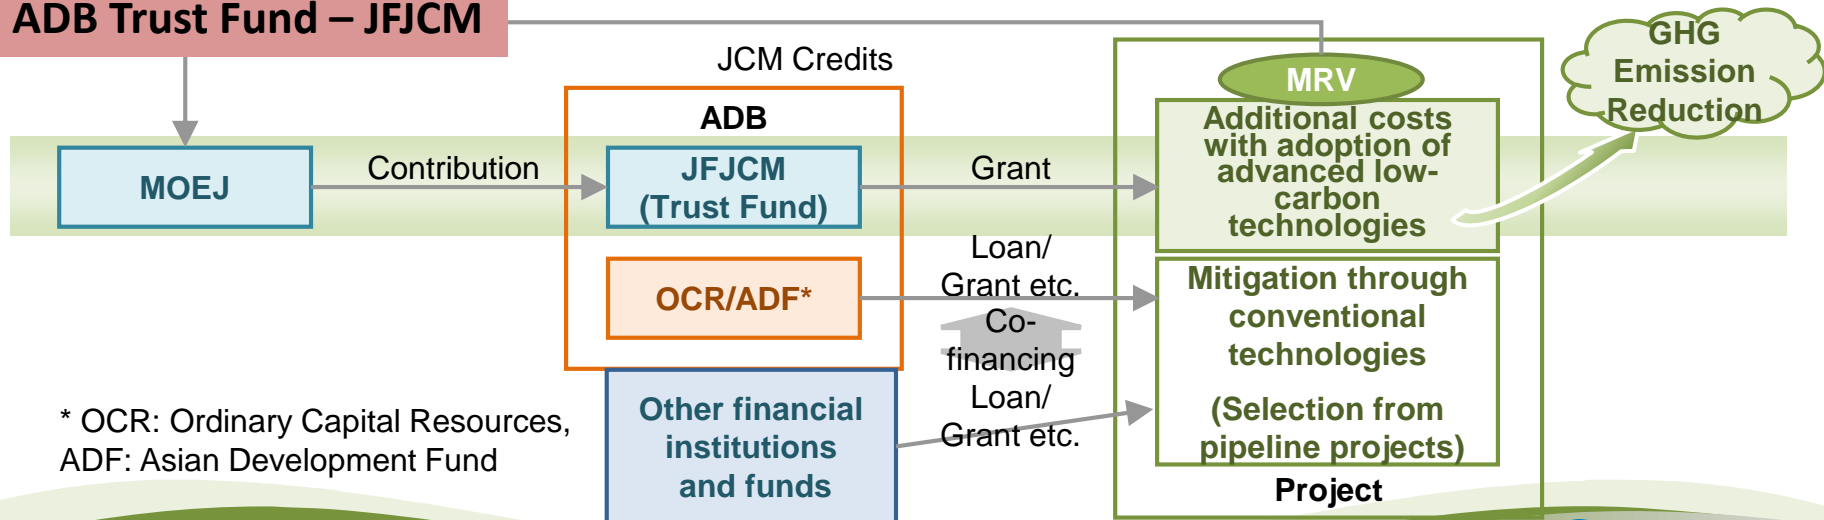 ADB Trust Fund – JFJCM
JCM Credits
GHG
Emission
Reduction
MRV
ADB
Additional costs
with adoption of
advanced low-
carbon
technologies
MOEJ
Contribution
JFJCM
(Trust Fund)
Grant
Loan/
Grant etc.
OCR/ADF*
Mitigation through
conventional
technologies
Co-
financing
Other financial
institutions
and funds
Loan/
Grant etc.
(Selection from
pipeline projects)
Project
* OCR: Ordinary Capital Resources,
ADF: Asian Development Fund